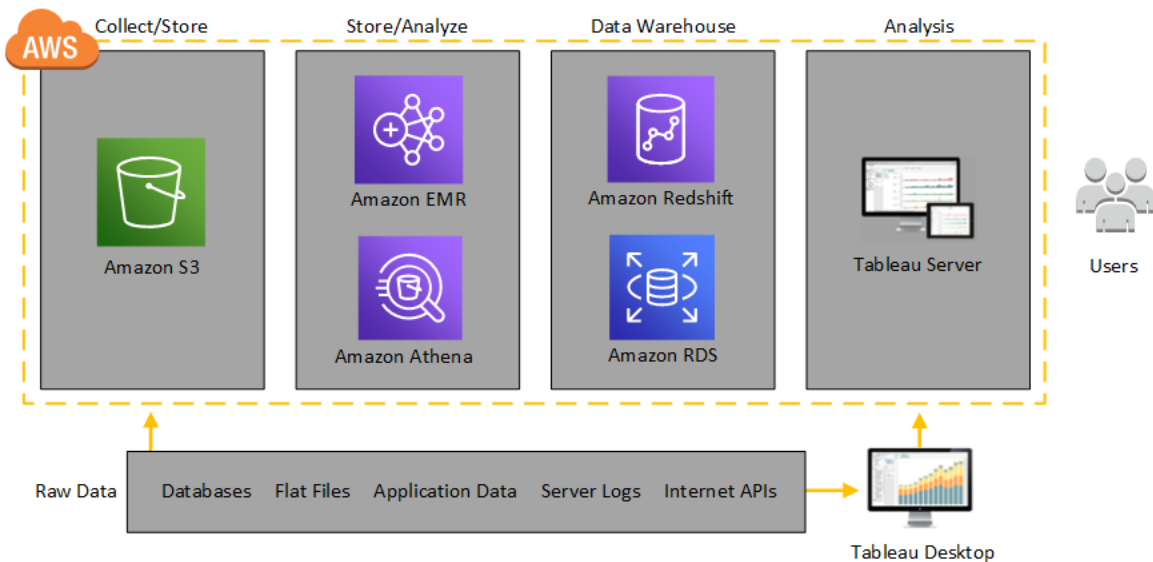 AWS
Collect/Store
Store/Analyze
Data Warehouse
Analysis
Amazon S3
Amazon EMR
Amazon Athena
Amazon Redshift
Amazon RDS
Tableau Server
Users
Raw Data
Databases
Flat Files
Application Data
Server Logs
Internet APIs
Tableau Desktop